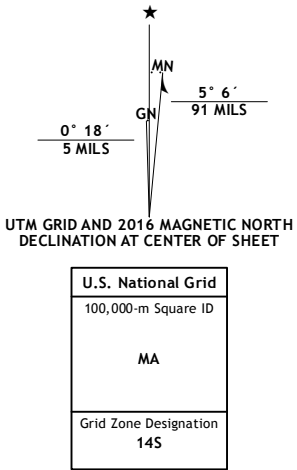 MN
GN
5° 6´
91 MILS
0° 18´
5 MILS
UTM GRID AND 2016 MAGNETIC NORTH
DECLINATION AT CENTER OF SHEET
U.S. National Grid
100,000-m Square ID
MA
Grid Zone Designation
14S